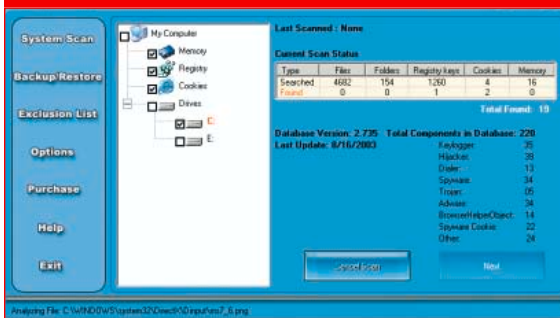 System Scan
Backup/Restore
Exclusion List
Options
Purchase
Help
Exit
My Computer
Memory
Registry
Cookies
Drives
C:
E:
Last Scanned : None
Current Scan Status
Type Files Folders Registry keys Cookies Memory
Searched 4682 154 1260 4 16
Found 0 0 1 2 0
Total Found: 19
Database Version: 2.735 Total Components in Database: 220
Last Update: 8/16/2003
Keylogger: 35
Hijacker: 39
Dialer: 13
Spyware: 34
Trojan: 05
Adware: 34
BrowserHelperObject: 14
Spyware Cookie: 22
Other: 24
Cancel Scan
Next
Analyzing File: C:\WINDOWS\system32\DirectX\Dinput\ms7_6.png